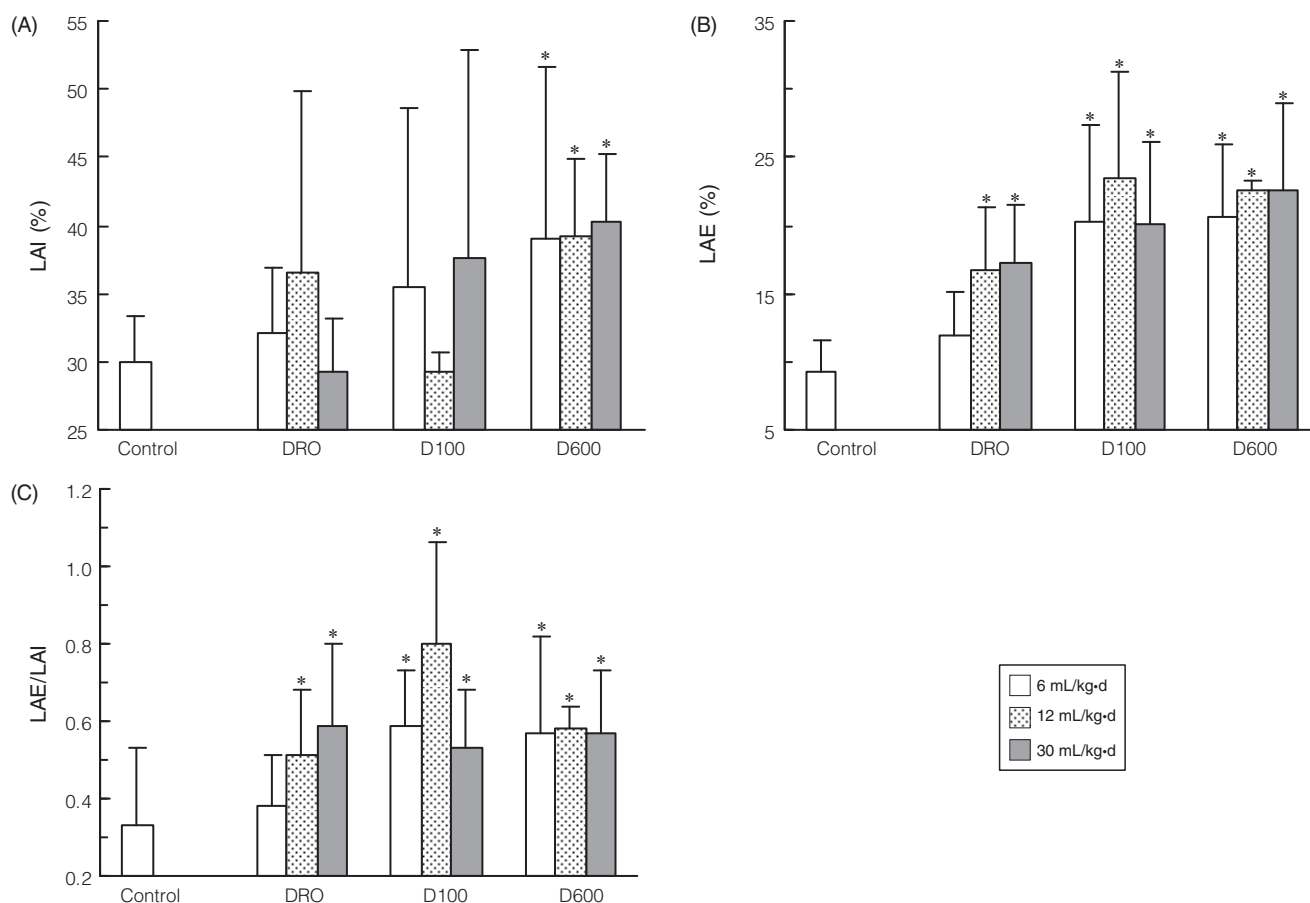 (A)
55
50
45
40
35
30
25
LAI (%)
* * *
Control DRO D100 D600
(B)
35
25
15
5
LAE (%)
* * * * * * * *
Control DRO D100 D600
(C)
1.2
1.0
0.8
0.6
0.4
0.2
LAE/LAI
* * * * * * * *
Control DRO D100 D600
6 mL/kg•d
12 mL/kg•d
30 mL/kg•d